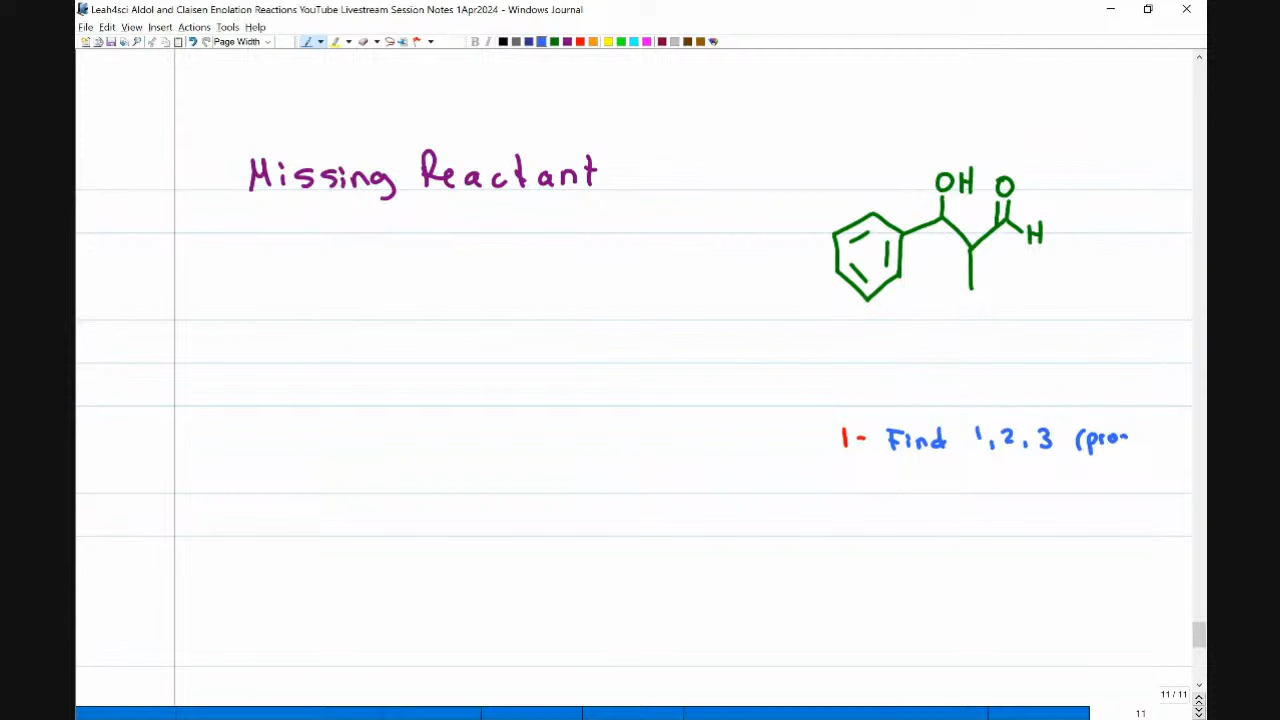 Leah4sci Aldol and Claisen Enolation Reactions YouTube Livestream Session Notes 1Apr2024 - Windows Journal
File Edit View Insert Actions Tools Help
Page Width B I
Missing Reactant
OH O
H
1- Find 1, 2, 3 (pro
11 / 11
11